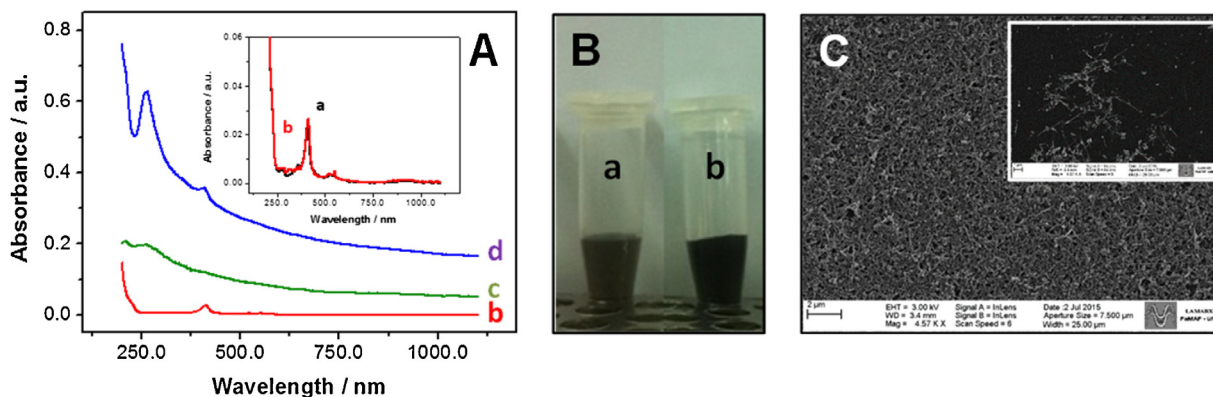 A
0.8
0.6
0.4
0.2
0.0
Absorbance / a.u.
250.0 500.0 750.0 1000.0
Wavelength / nm
d
c
b
0.06
0.04
0.02
0.00
Absorbance / a.u.
a
b
250.0 500.0 750.0 1000.0
Wavelength / nm
B
a b
C
2 µm
EHT = 3.00 kV Signal A = InLens Date :2 Jul 2015
WD = 3.4 mm Signal B = InLens Aperture Size = 7.500 µm
Mag = 4.57 K X Scan Speed = 6 Width = 25.00 µm